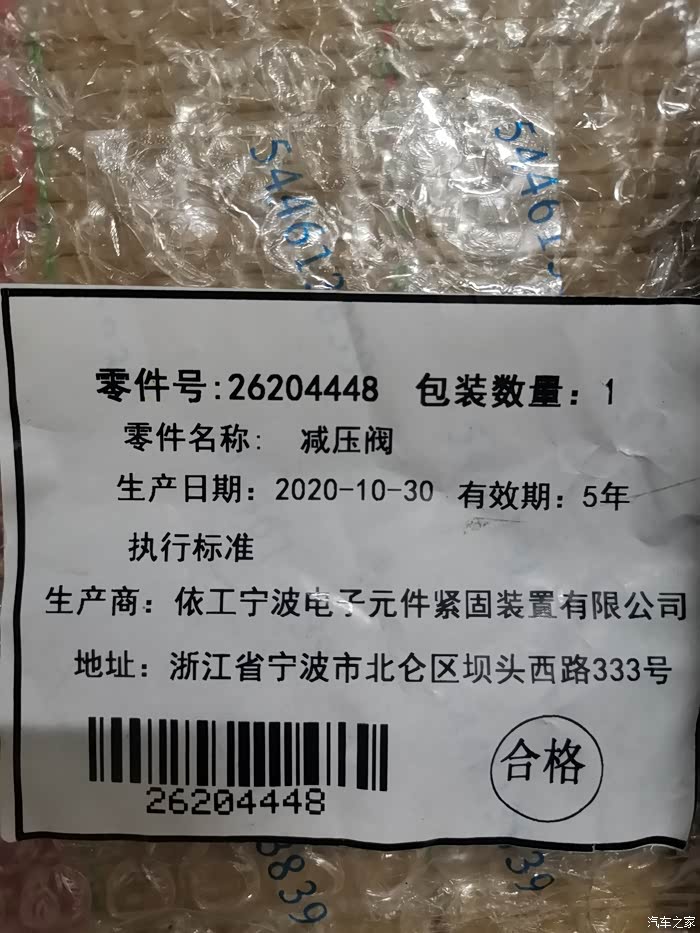 544613
54461
零件号:26204448 包装数量：1
零件名称: 减压阀
生产日期：2020-10-30 有效期：5年
执行标准
生产商：依工宁波电子元件紧固装置有限公司
地址：浙江省宁波市北仑区坝头西路333号
26204448
合格
3839
39
汽车之家